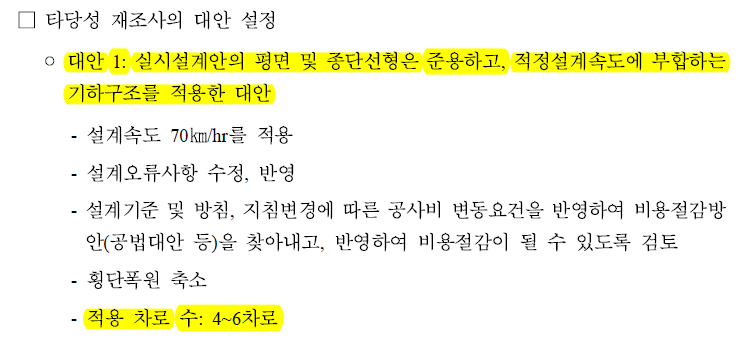 □ 타당성 재조사의 대안 설정
○ 대안 1: 실시설계안의 평면 및 종단선형은 준용하고, 적정설계속도에 부합하는
기하구조를 적용한 대안
- 설계속도 70㎞/hr를 적용
- 설계오류사항 수정, 반영
- 설계기준 및 방침, 지침변경에 따른 공사비 변동요건을 반영하여 비용절감방
안(공법대안 등)을 찾아내고, 반영하여 비용절감이 될 수 있도록 검토
- 횡단폭원 축소
- 적용 차로 수: 4~6차로